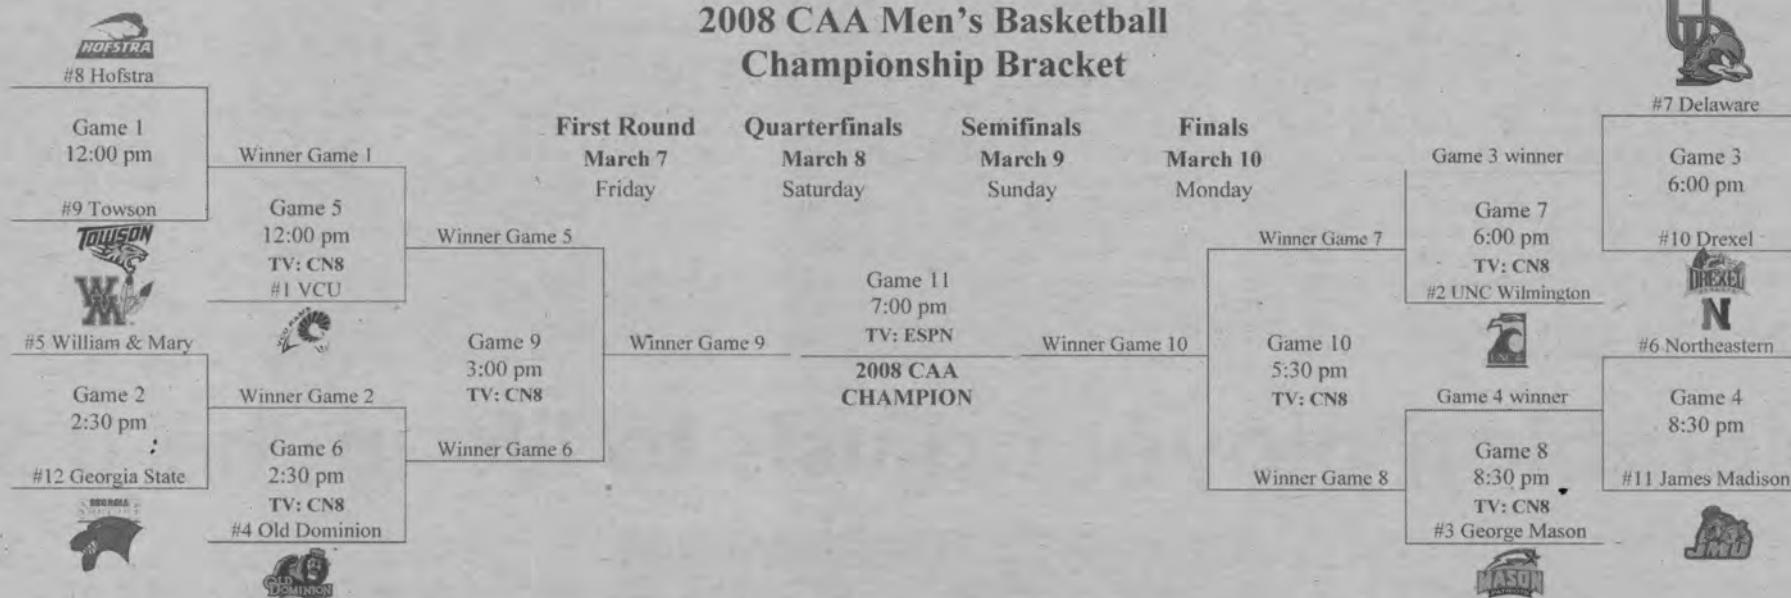 2008 CAA Men's Basketball
Championship Bracket
First Round
March 7
Friday
Quarterfinals
March 8
Saturday
Semifinals
March 9
Sunday
Finals
March 10
Monday
HOFSTRA
#8 Hofstra
Game 1
12:00 pm
#9 Towson
TOWSON
Winner Game 1
Game 5
12:00 pm
TV: CN8
#1 VCU
VCU RAMS
#5 William & Mary
Game 2
2:30 pm
#12 Georgia State
GEORGIA
Winner Game 2
Game 6
2:30 pm
TV: CN8
#4 Old Dominion
OLD
DOMINION
Winner Game 5
Game 9
3:00 pm
TV: CN8
Winner Game 6
Winner Game 9
Game 11
7:00 pm
TV: ESPN
2008 CAA
CHAMPION
Winner Game 10
Winner Game 7
Game 10
5:30 pm
TV: CN8
Winner Game 8
Game 3 winner
Game 7
6:00 pm
TV: CN8
#2 UNC Wilmington
UNCW
Game 4 winner
Game 8
8:30 pm
TV: CN8
#3 George Mason
MASON
PATRIOTS
UD
#7 Delaware
Game 3
6:00 pm
#10 Drexel
DREXEL
N
#6 Northeastern
Game 4
8:30 pm
#11 James Madison
JMU